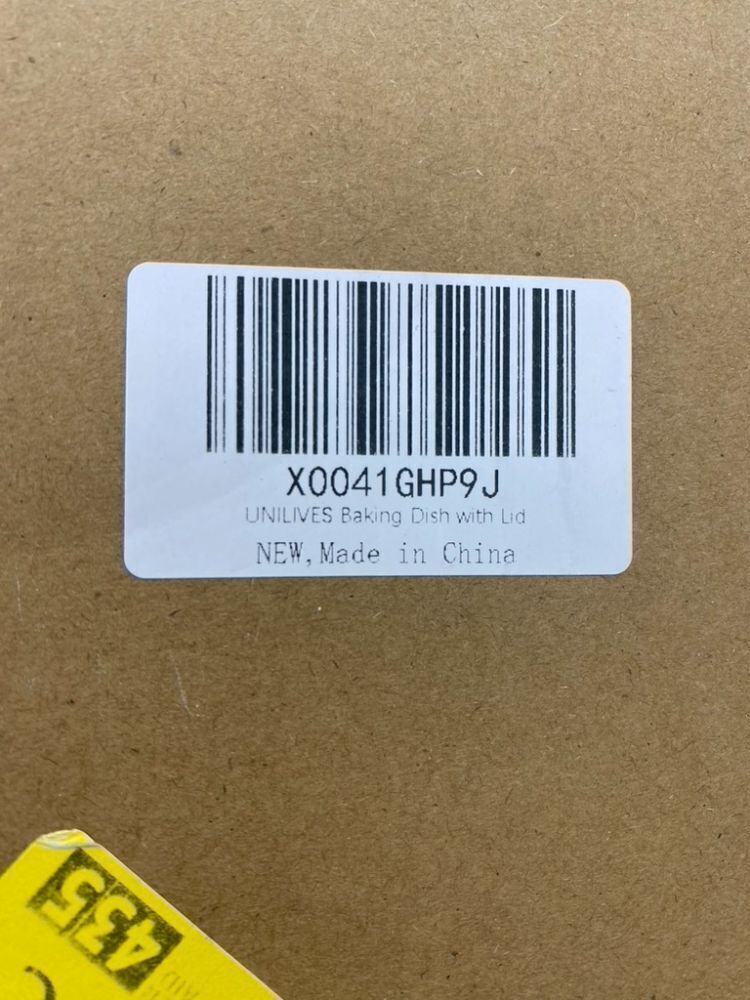 X0041GHP9J
UNILIVES Baking Dish with Lid
NEW,Made in China
435